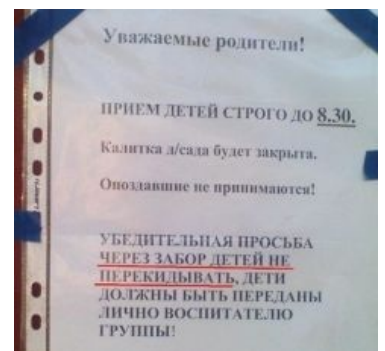 Уважаемые родители!
ПРИЕМ ДЕТЕЙ СТРОГО ДО 8.30.
Калитка д/сада будет закрыта.
Опоздавшие не принимаются!
УБЕДИТЕЛЬНАЯ ПРОСЬБА
ЧЕРЕЗ ЗАБОР ДЕТЕЙ НЕ
ПЕРЕКИДЫВАТЬ, ДЕТИ
ДОЛЖНЫ БЫТЬ ПЕРЕДАНЫ
ЛИЧНО ВОСПИТАТЕЛЮ
ГРУППЫ!